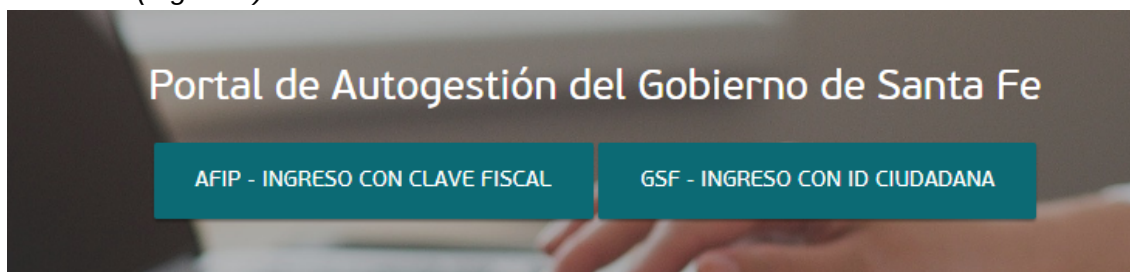 Portal de Autogestión del Gobierno de Santa Fe
AFIP - INGRESO CON CLAVE FISCAL
GSF - INGRESO CON ID CIUDADANA